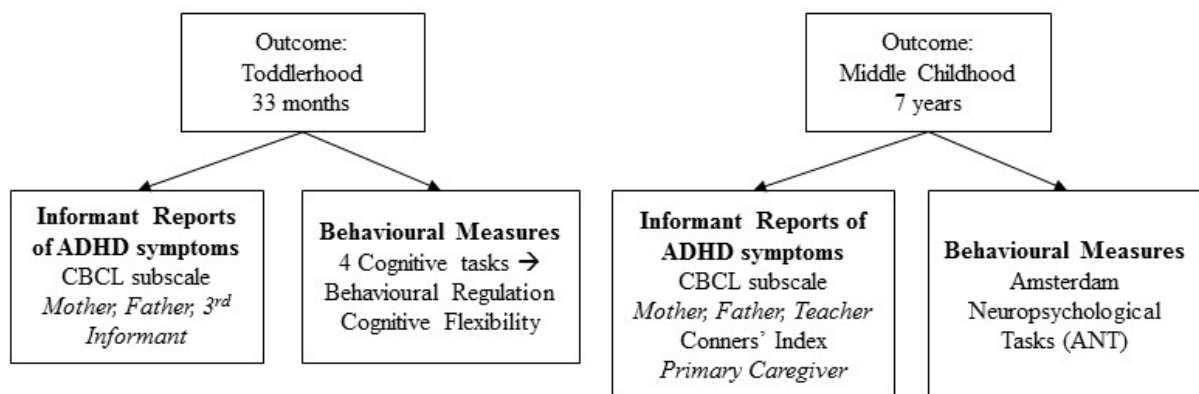 Outcome:
Toddlerhood
33 months
Outcome:
Middle Childhood
7 years
Informant Reports
of ADHD symptoms
CBCL subscale
Mother, Father, 3rd
Informant
Behavioural Measures
4 Cognitive tasks →
Behavioural Regulation
Cognitive Flexibility
Informant Reports of
ADHD symptoms
CBCL subscale
Mother, Father, Teacher
Conners' Index
Primary Caregiver
Behavioural Measures
Amsterdam
Neuropsychological
Tasks (ANT)